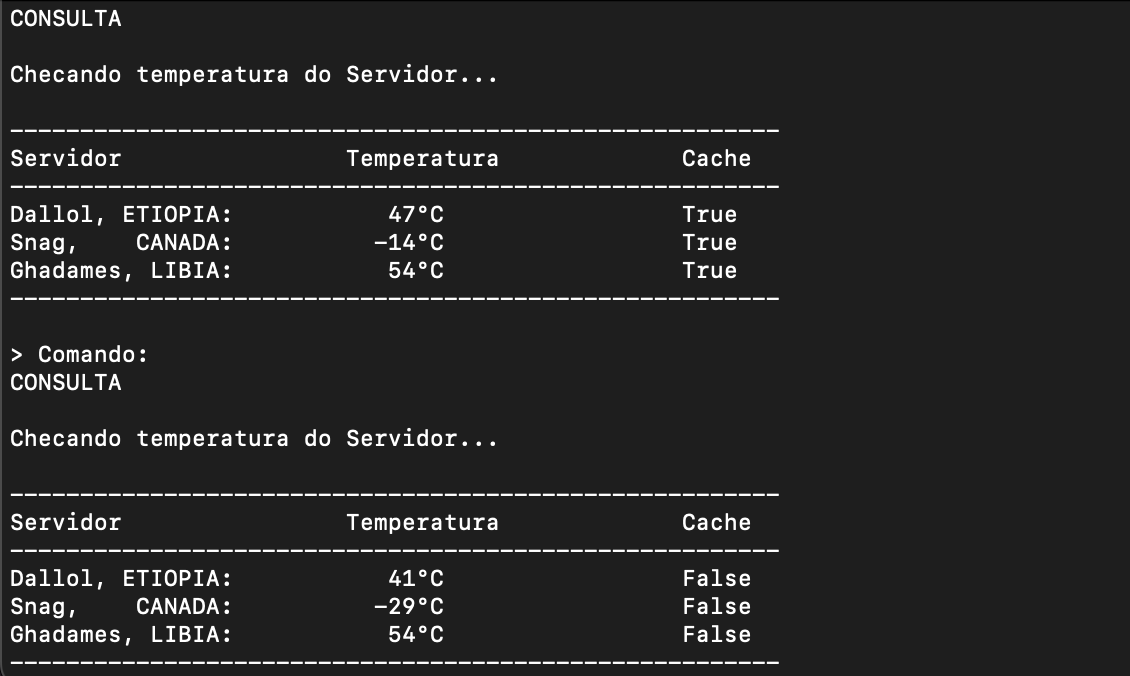 CONSULTA
Checando temperatura do Servidor...
-------------------------------------------------------
Servidor                Temperatura             Cache
-------------------------------------------------------
Dallol, ETIOPIA:           47°C                 True
Snag,    CANADA:          -14°C                 True
Ghadames, LIBIA:           54°C                 True
-------------------------------------------------------
> Comando:
CONSULTA
Checando temperatura do Servidor...
-------------------------------------------------------
Servidor                Temperatura             Cache
-------------------------------------------------------
Dallol, ETIOPIA:           41°C                 False
Snag,    CANADA:          -29°C                 False
Ghadames, LIBIA:           54°C                 False
-------------------------------------------------------